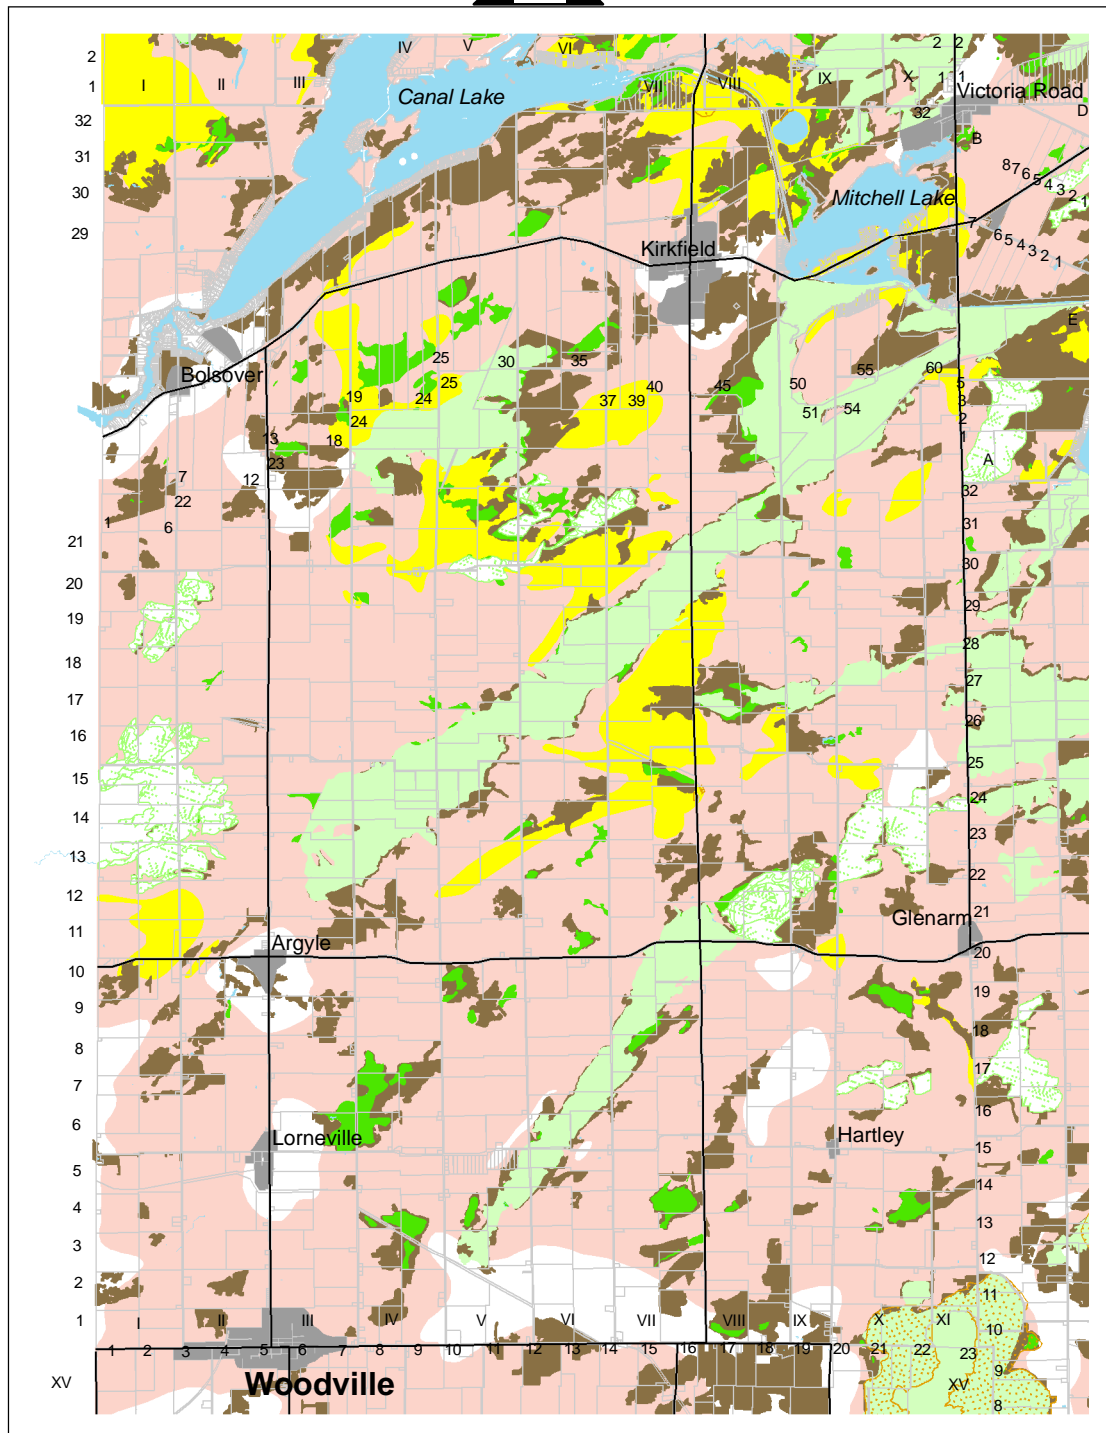 IV V VI 2 2
2 I II III VII VIII IX X 1 1
1 Canal Lake Victoria Road
32 32 D
31 B
8 7 6 5 4 3 2 1
30 Mitchell Lake
29 7 6 5 4 3 2 1
Kirkfield
E
Bolsover 25 30 35 55 60
25 40 45 50 5
19 24 37 39 51 54 3
24 2
13 18 1
23 A
7 12 32
22
1 6 31
21 30
20
19 29
18 28
17 27
16 26
15 25
14 24
13 23
12 22
11 Argyle Glenarm 21
10 20
9 19
8 18
7 17
6 Lorneville Hartley 16
5 15
4 14
3 13
2 12
11
1 I II III IV V VI VII VIII IX X XI 10
1 2 3 4 5 6 7 8 9 10 11 12 13 14 15 16 17 18 19 20 21 22 23
9
XV Woodville XV
8